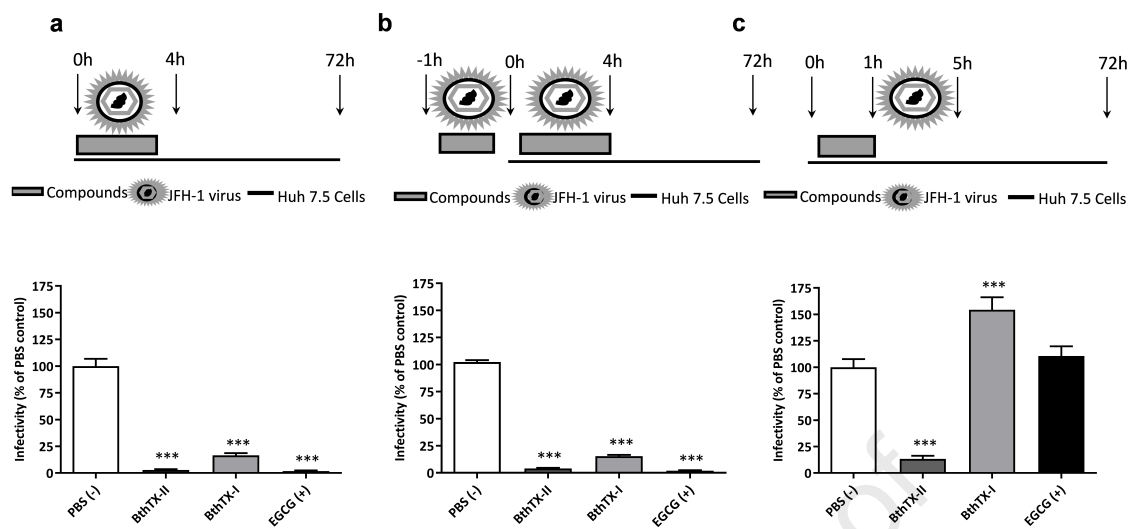 a
0h 4h 72h
Compounds JFH-1 virus Huh 7.5 Cells
Infectivity (% of PBS control)
175
150
125
100
75
50
25
0
*** *** ***
PBS (-) BthTX-II BthTX-I EGCG (+)
b
-1h 0h 4h 72h
Compounds JFH-1 virus Huh 7.5 Cells
Infectivity (% of PBS control)
175
150
125
100
75
50
25
0
*** *** ***
PBS (-) BthTX-II BthTX-I EGCG (+)
c
0h 1h 5h 72h
Compounds JFH-1 virus Huh 7.5 Cells
Infectivity (% of PBS control)
175
150
125
100
75
50
25
0
*** ***
PBS (-) BthTX-II BthTX-I EGCG (+)